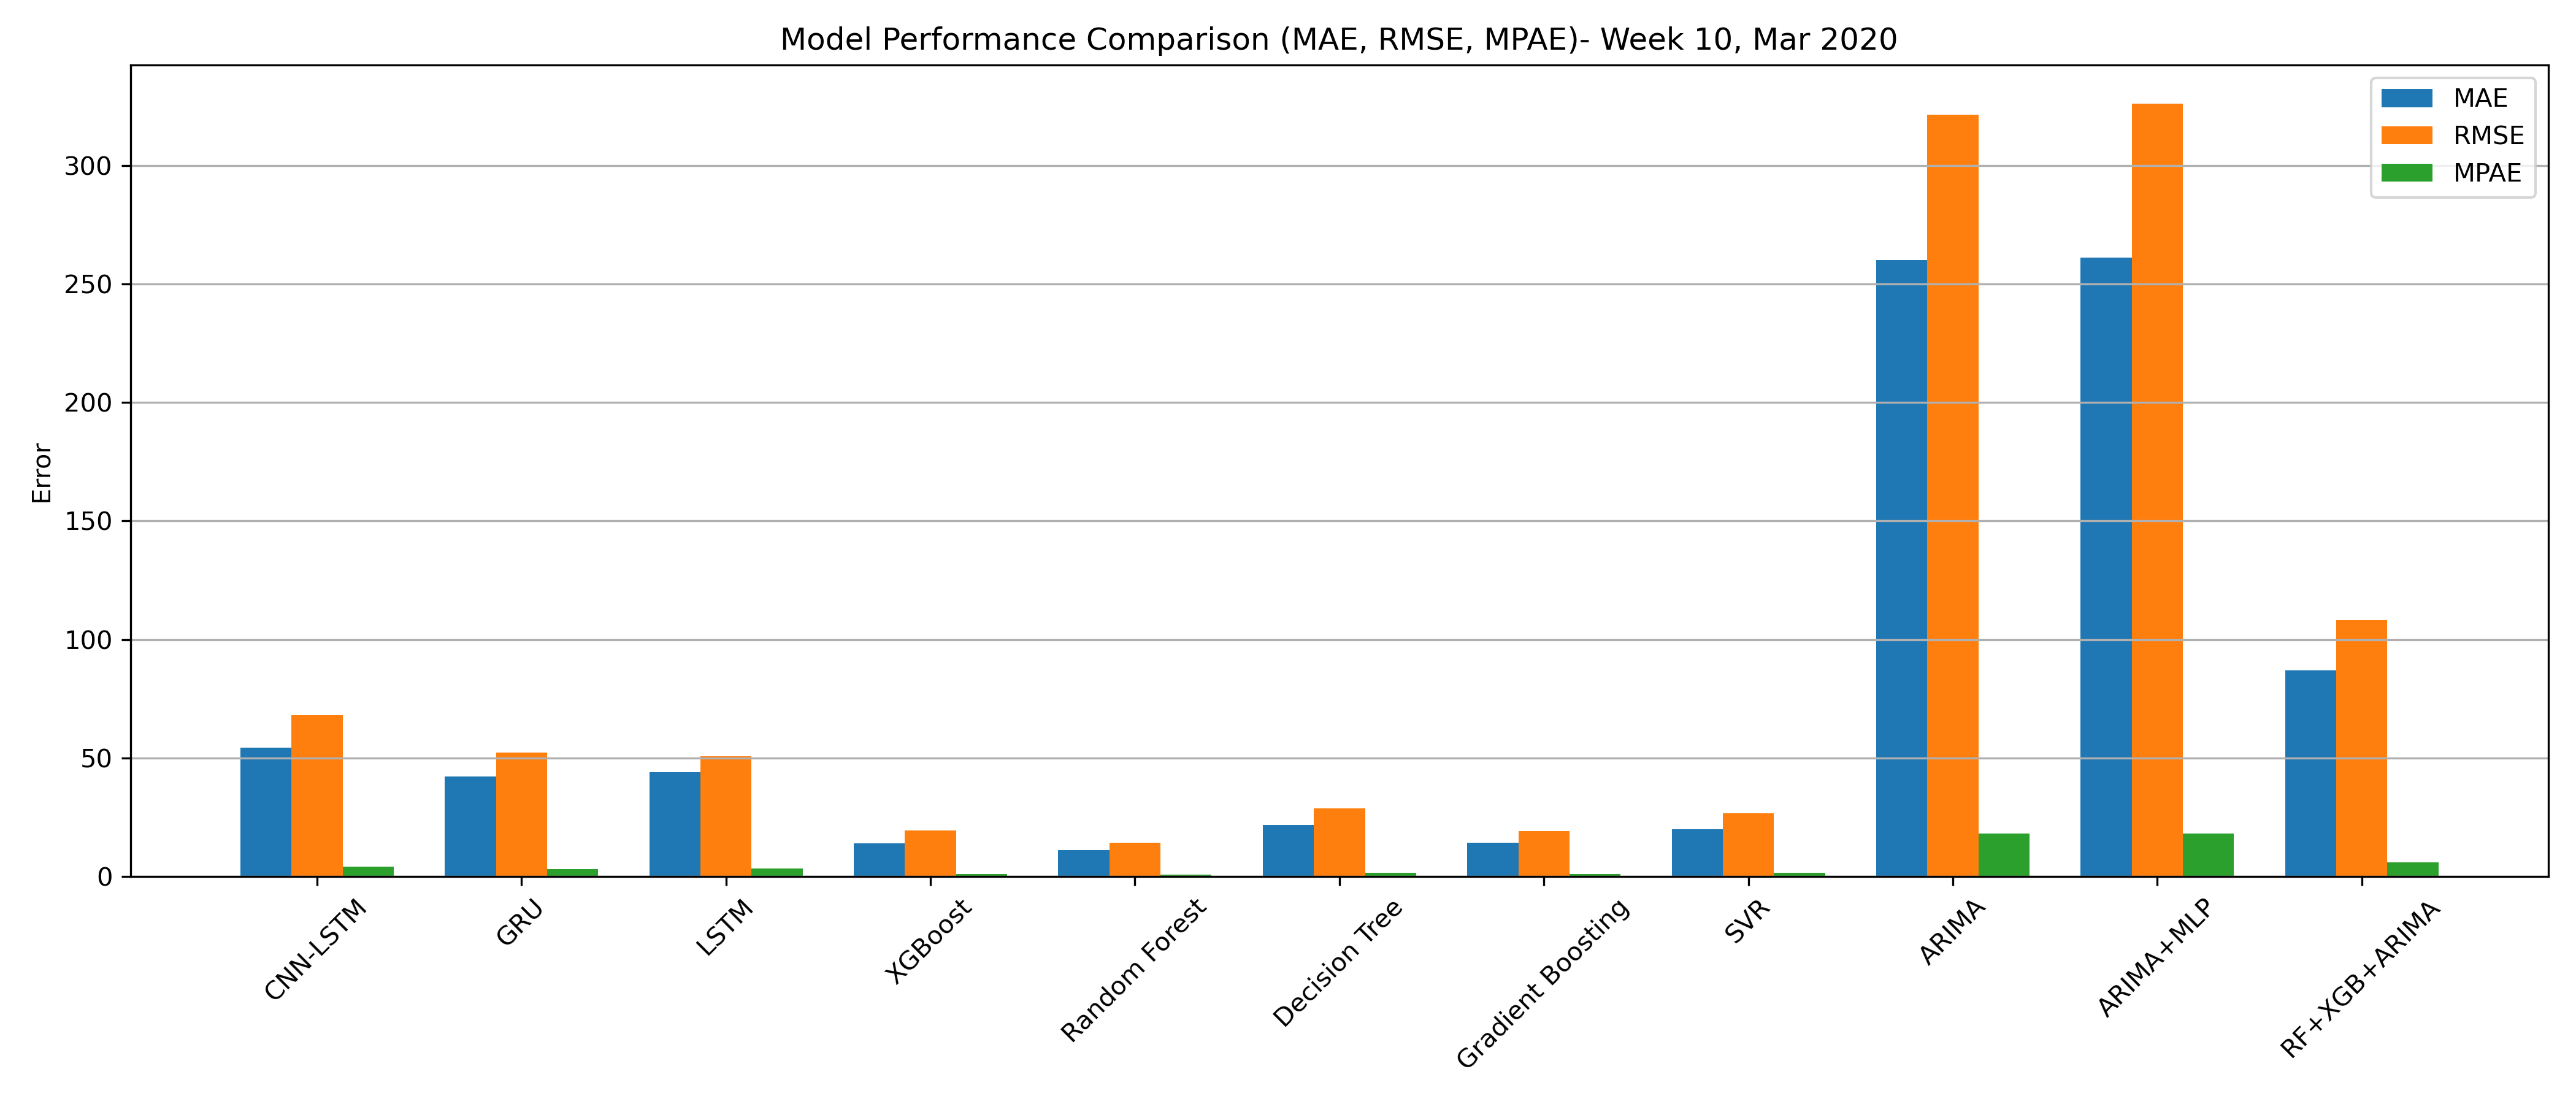 Model Performance Comparison (MAE, RMSE, MPAE)- Week 10, Mar 2020
MAE
RMSE
MPAE
Error
300
250
200
150
100
50
0
CNN-LSTM
GRU
LSTM
XGBoost
Random Forest
Decision Tree
Gradient Boosting
SVR
ARIMA
ARIMA+MLP
RF+XGB+ARIMA